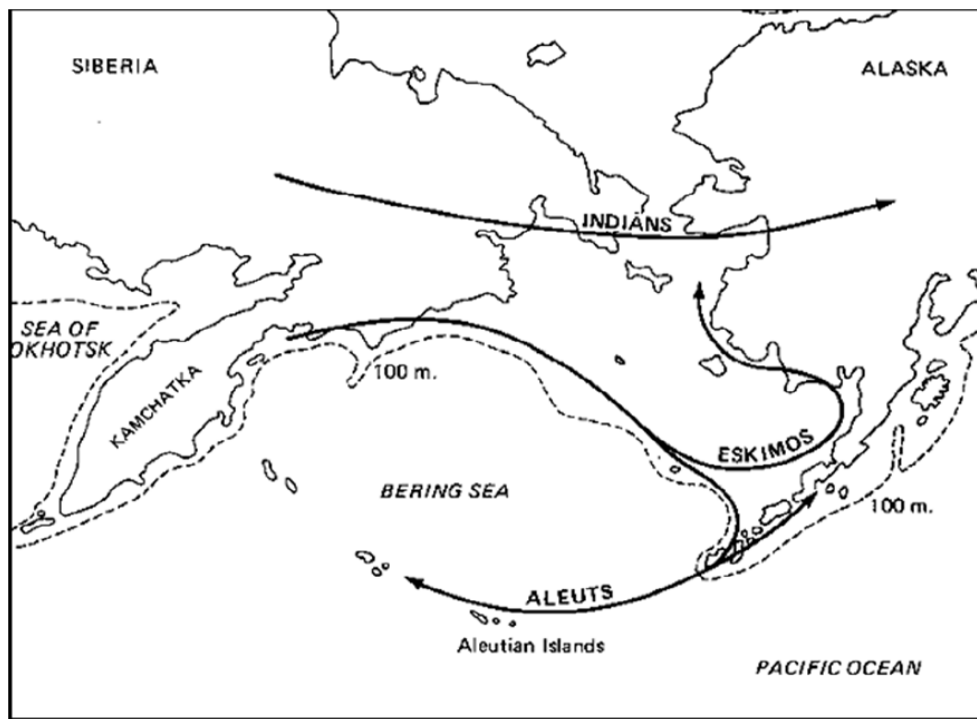 SIBERIA
ALASKA
INDIANS
SEA OF
OKHOTSK
KAMCHATKA
100 m.
ESKIMOS
BERING SEA
100 m.
ALEUTS
Aleutian Islands
PACIFIC OCEAN